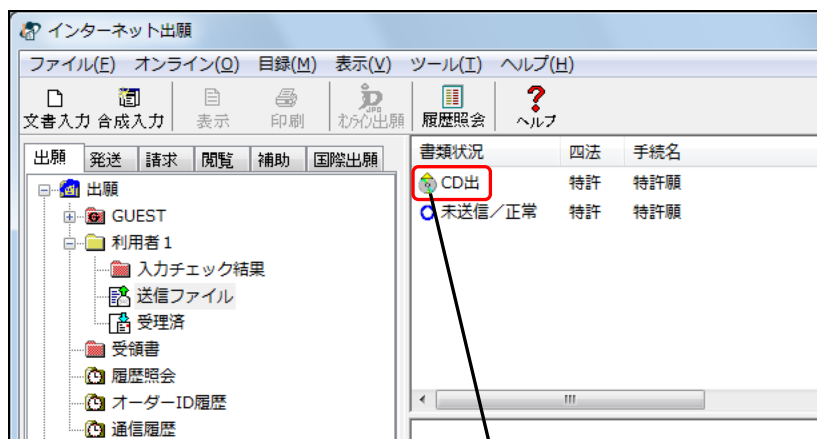 インターネット出願
ファイル(F) オンライン(O) 目録(M) 表示(V) ツール(T) ヘルプ(H)
文書入力 合成入力 表示 印刷 オンライン出願 履歴照会 ヘルプ
出願 発送 請求 閲覧 補助 国際出願
書類状況 四法 手続名
出願
CD出 特許 特許願
GUEST
未送信/正常 特許 特許願
利用者1
入力チェック結果
送信ファイル
受理済
受領書
履歴照会
オーダーID履歴
通信履歴